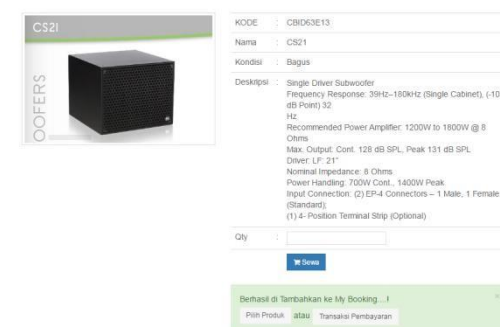 CS21
OOFERS
KODE : CBID63E13
Nama : CS21
Kondisi : Bagus
Deskripsi : Single Driver Subwoofer
Frequency Response: 39Hz–180kHz (Single Cabinet), (-10
dB Point) 32
Hz
Recommended Power Amplifier: 1200W to 1800W @ 8
Ohms
Max. Output: Cont. 128 dB SPL, Peak 131 dB SPL
Driver: LF: 21"
Nominal Impedance: 8 Ohms
Power Handling: 700W Cont., 1400W Peak
Input Connection: (2) EP-4 Connectors – 1 Male, 1 Female
(Standard);
(1) 4- Position Terminal Strip (Optional)
Qty :
Sewa
Berhasil di Tambahkan ke My Booking....!
×
Pilih Produk atau Transaksi Pembayaran